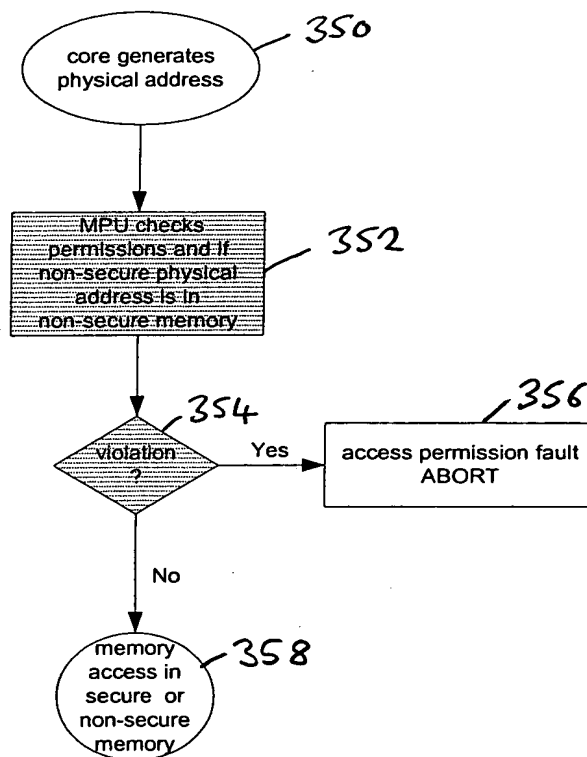 core generates
physical address
350
MPU checks
permissions and if
non-secure physical
address is in
non-secure memory
352
violation
?
354
Yes
access permission fault
ABORT
356
No
memory
access in
secure or
non-secure
memory
358